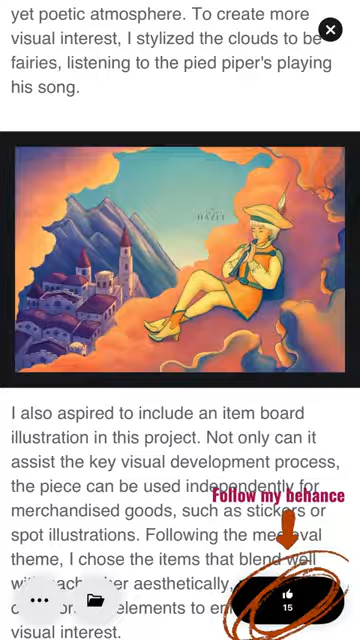 yet poetic atmosphere. To create more
visual interest, I stylized the clouds to be
fairies, listening to the pied piper's playing
his song.
HAZEL
I also aspired to include an item board
illustration in this project. Not only can it
assist the key visual development process,
the piece can be used independently for
Follow my behance
merchandised goods, such as stickers or
spot illustrations. Following the medieval
theme, I chose the items that blend well
aesthetically,
elements to
15
visual interest.